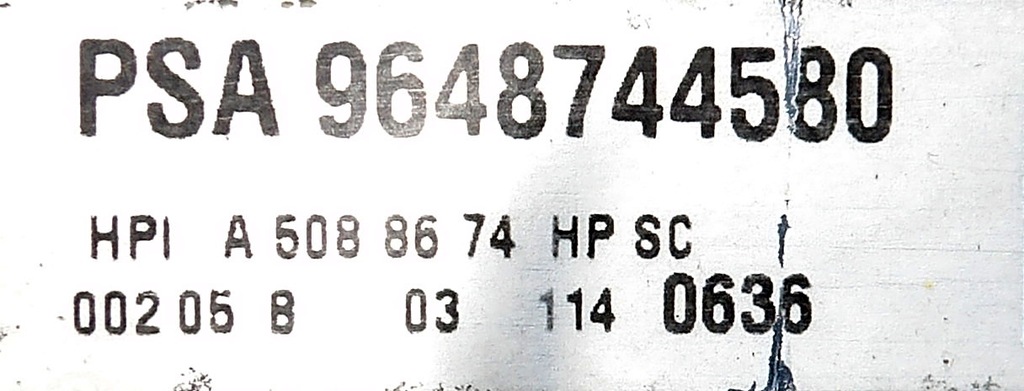 PSA 9648744580
HPI A 508 86 74 HP SC
002 05 B 03 114 0636